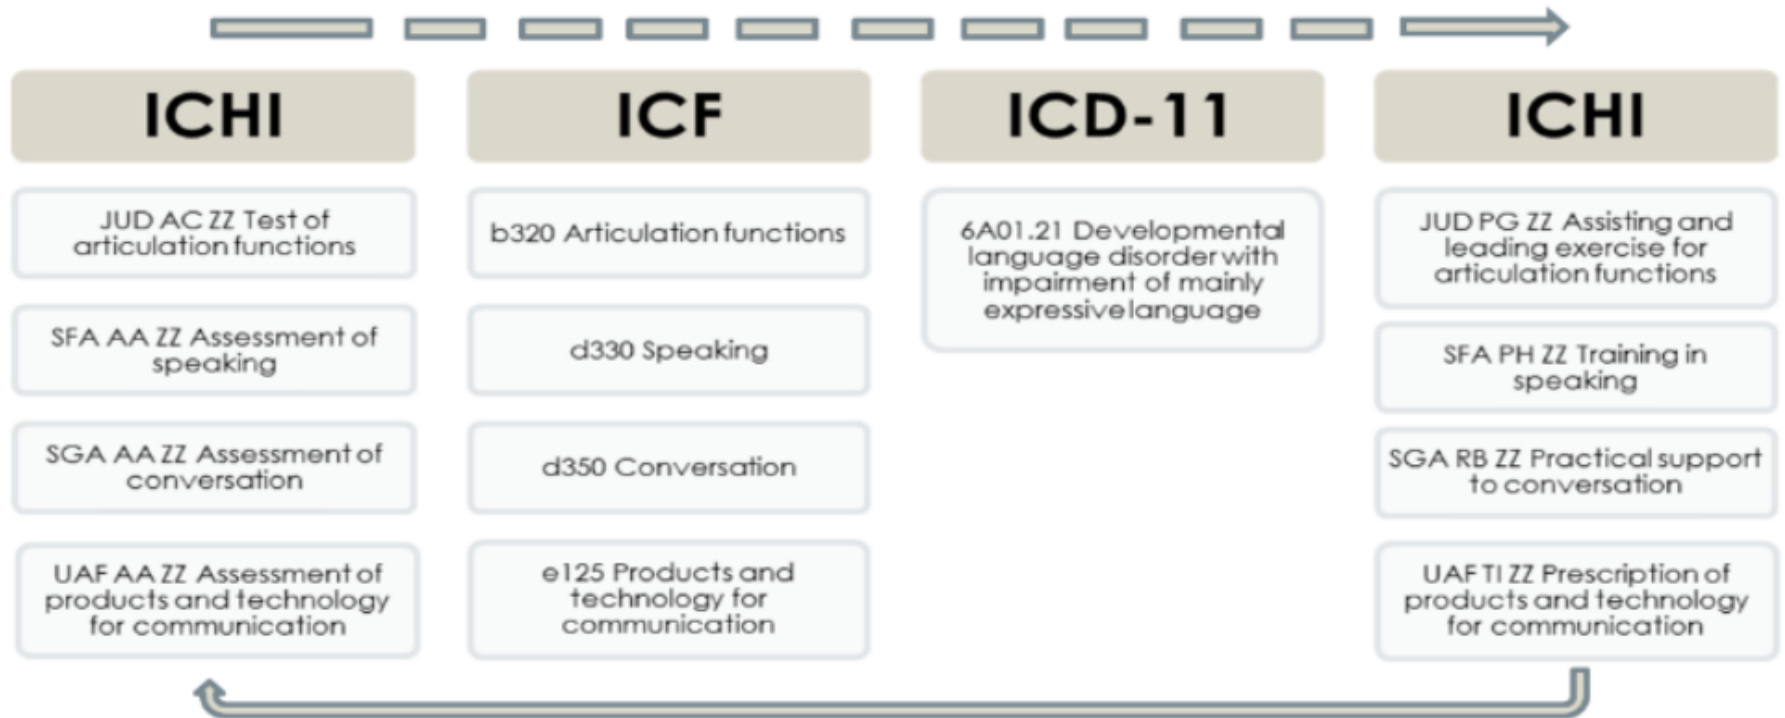 ICHI
JUD AC ZZ Test of
articulation functions
SFA AA ZZ Assessment of
speaking
SGA AA ZZ Assessment of
conversation
UAF AA ZZ Assessment of
products and technology
for communication
ICF
b320 Articulation functions
d330 Speaking
d350 Conversation
e125 Products and
technology for
communication
ICD-11
6A01.21 Developmental
language disorder with
impairment of mainly
expressive language
ICHI
JUD PG ZZ Assisting and
leading exercise for
articulation functions
SFA PH ZZ Training in
speaking
SGA RB ZZ Practical support
to conversation
UAF TI ZZ Prescription of
products and technology
for communication